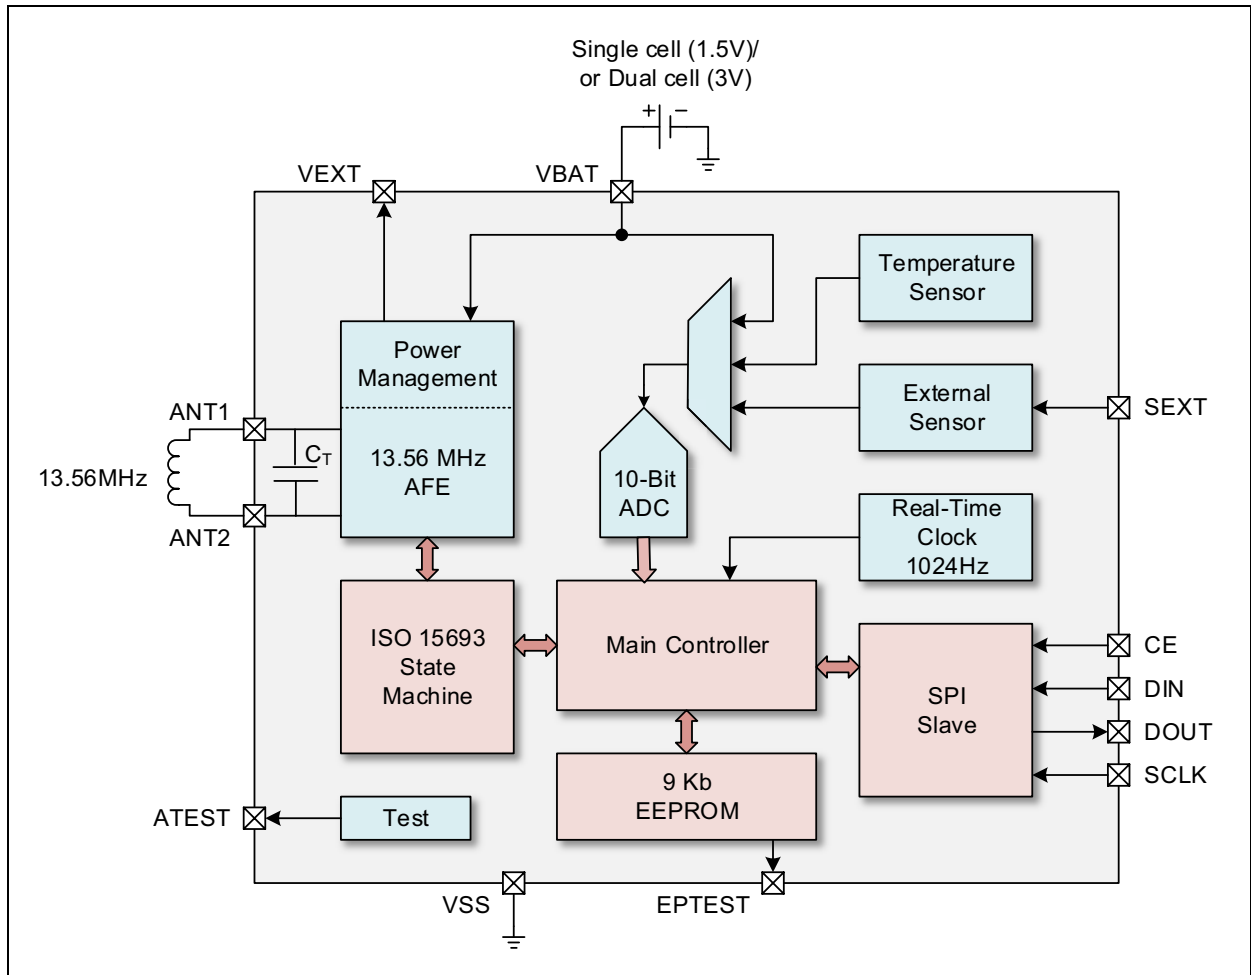 Single cell (1.5V)/
or Dual cell (3V)
+ −
VEXT
VBAT
Temperature
Sensor
Power
Management
External
Sensor
SEXT
ANT1
CT
13.56MHz
13.56 MHz
AFE
10-Bit
ADC
ANT2
Real-Time
Clock
1024Hz
ISO 15693
State
Machine
Main Controller
CE
DIN
SPI
Slave
DOUT
SCLK
9 Kb
EEPROM
ATEST
Test
VSS
EPTEST